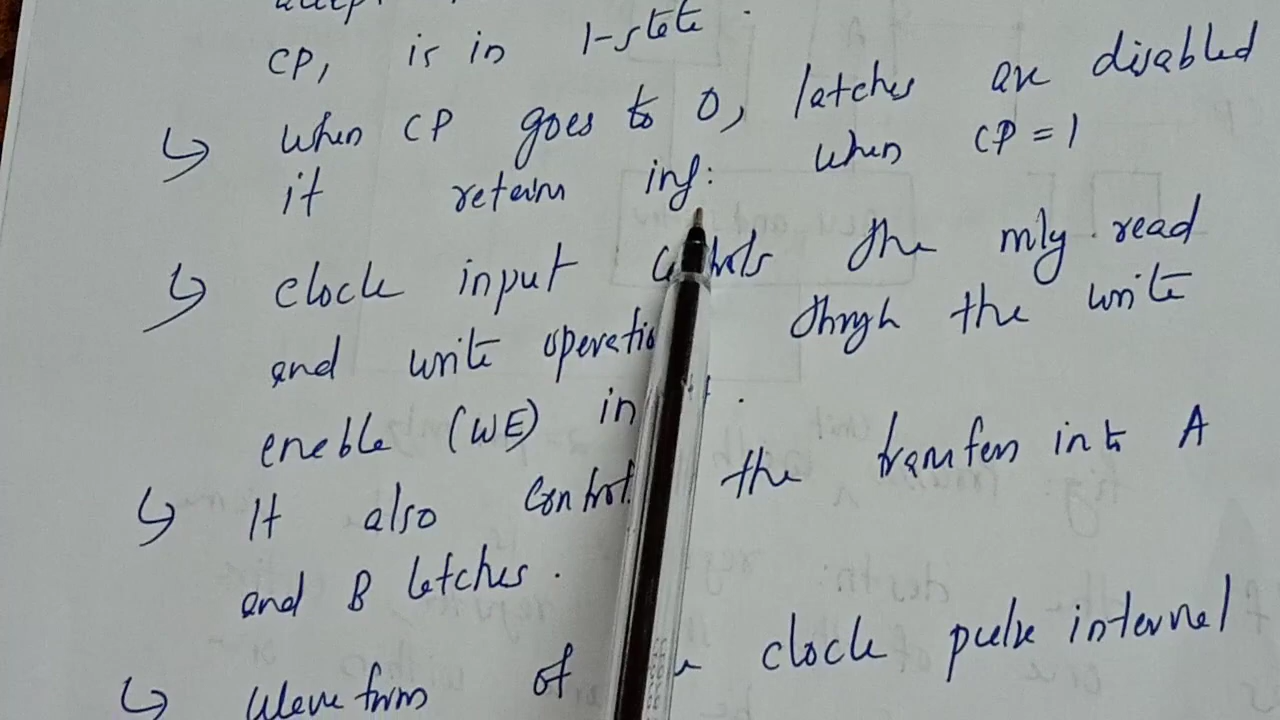 CP, is in 1-state.
↳ when CP goes to 0, latches are disabled
it retain inf: when CP = 1
↳ clock input the mly read
and write through the write
enable (WE)
↳ It also the transfers into A
and B latches.
↳ Waveform of clock pulse internal